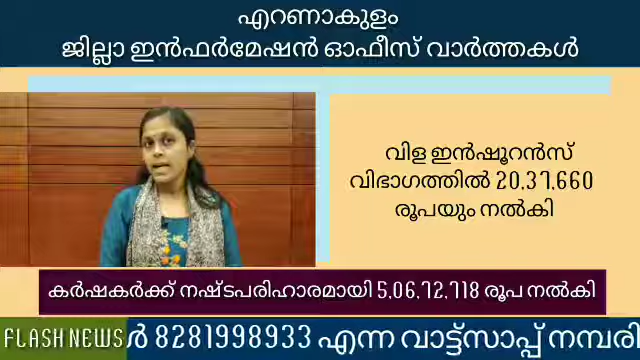 എറണാകുളം
ജില്ലാ ഇൻഫർമേഷൻ ഓഫീസ് വാർത്തകൾ
വിള ഇൻഷൂറൻസ്
വിഭാഗത്തിൽ 20,37,660
രൂപയും നൽകി
കർഷകർക്ക് നഷ്ടപരിഹാരമായി 5,06,72,718 രൂപ നൽകി
FLASH NEWS ൾ 8281998933 എന്ന വാട്ട്സാപ്പ് നമ്പരി